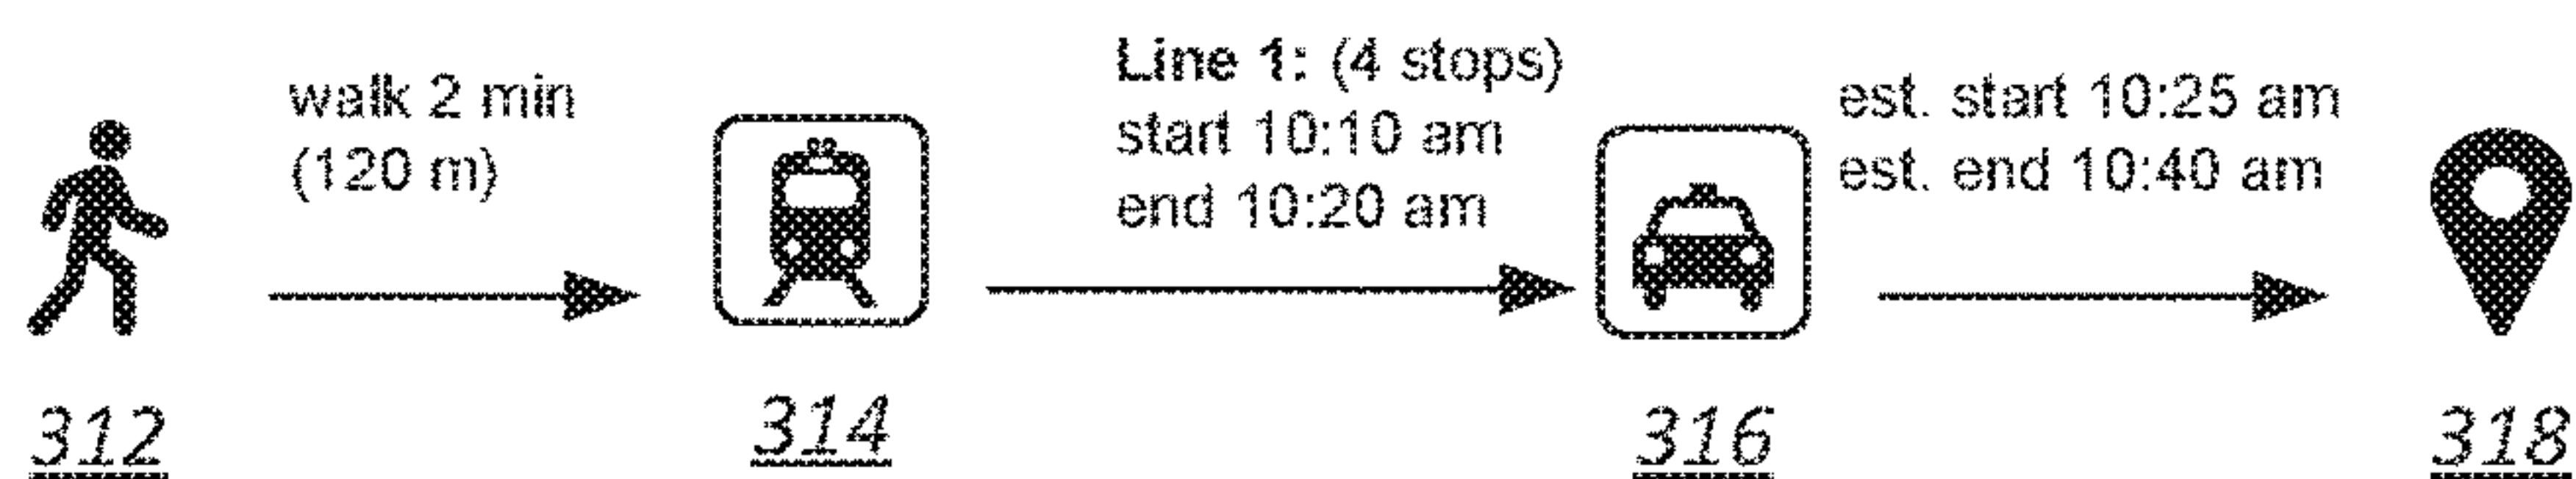 walk 2 min
(120 m)
Line 1: (4 stops)
start 10:10 am
end 10:20 am
est. start 10:25 am
est. end 10:40 am
312
314
316
318